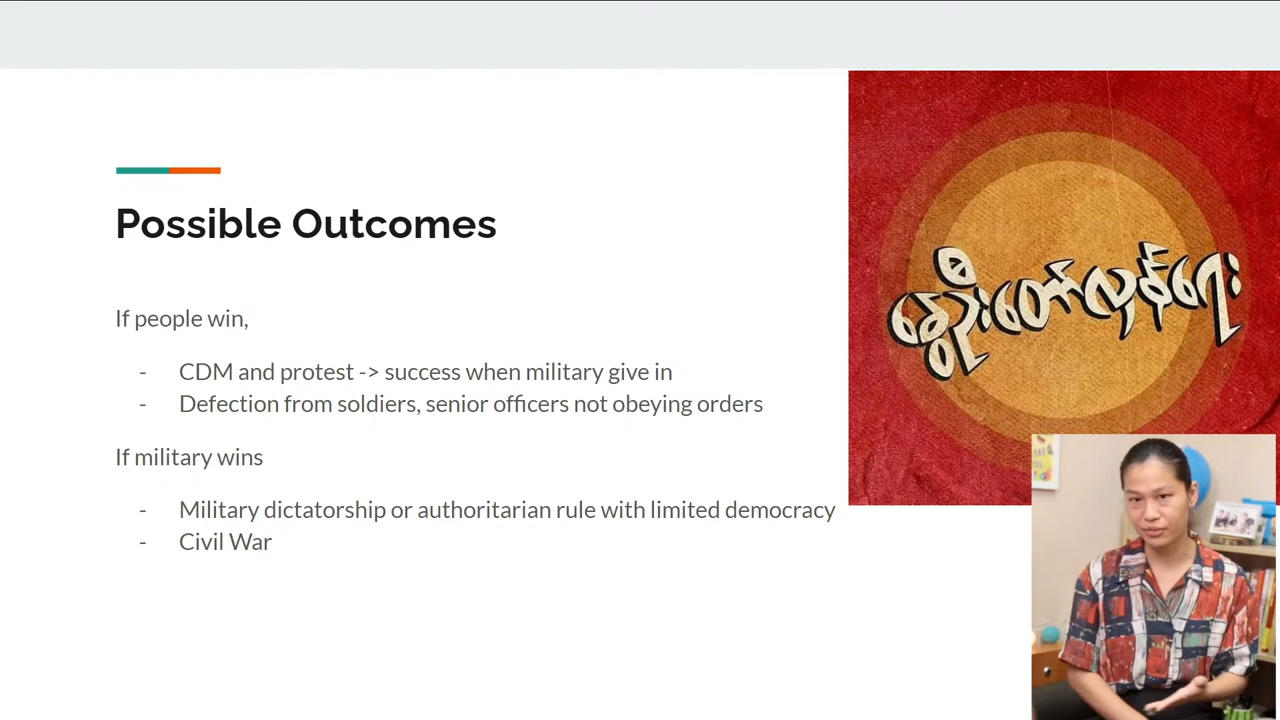 Possible Outcomes
If people win,
- CDM and protest -> success when military give in
- Defection from soldiers, senior officers not obeying orders
If military wins
- Military dictatorship or authoritarian rule with limited democracy
- Civil War
နွေဦးတော်လှန်ရေး